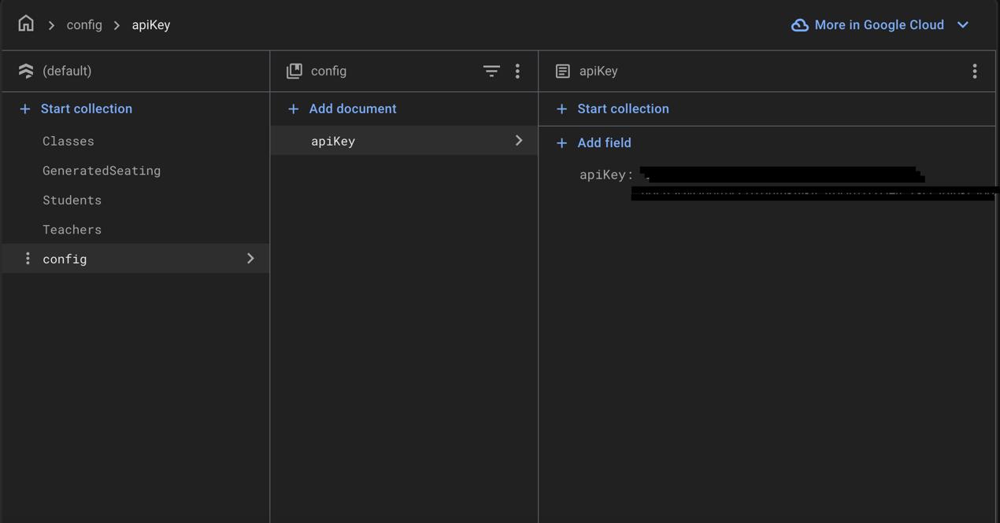 config
apiKey
More in Google Cloud
(default)
config
apiKey
Start collection
Add document
Start collection
Classes
apiKey
Add field
GeneratedSeating
apiKey:
Students
Teachers
config